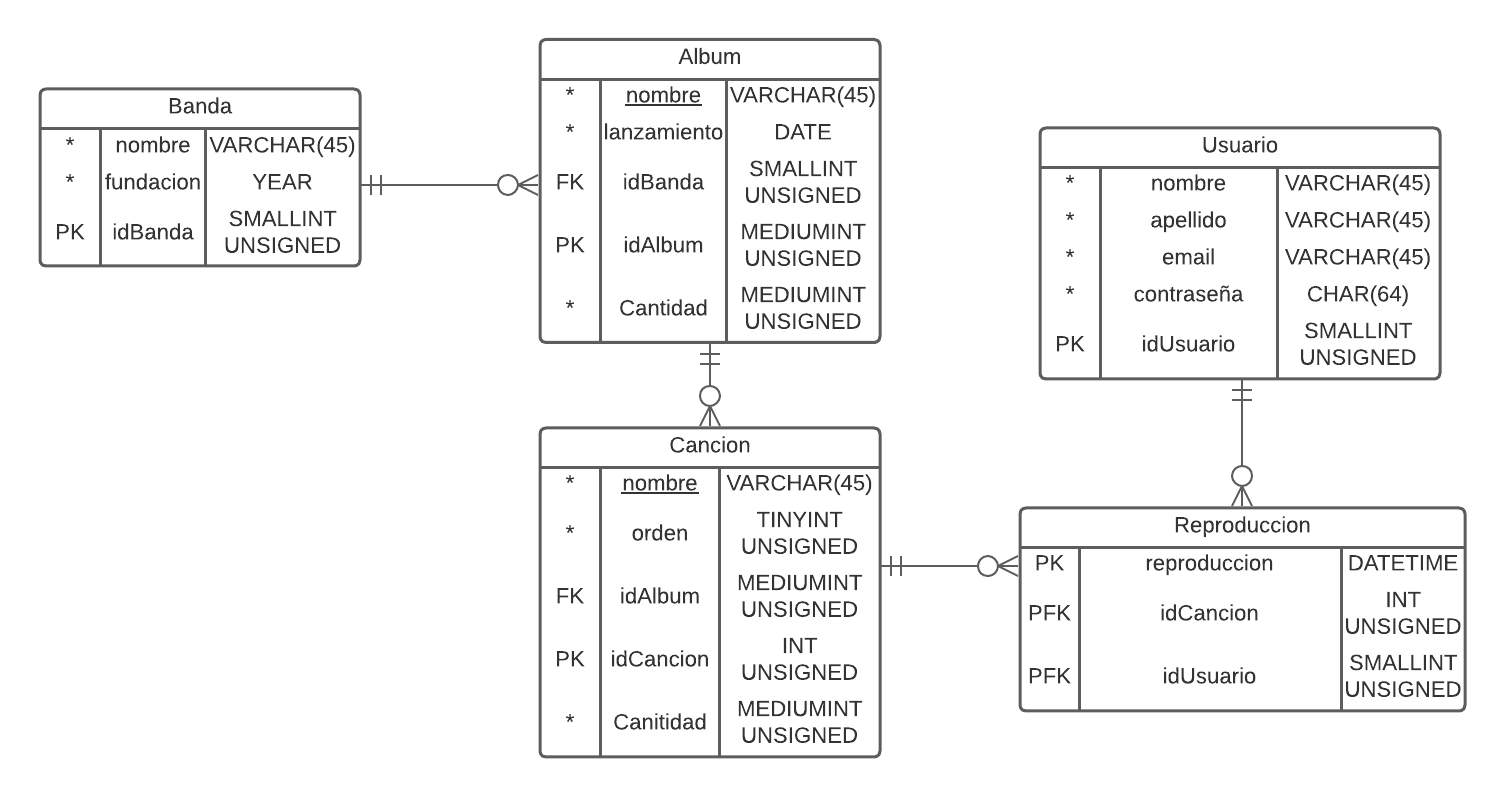 Banda
* nombre VARCHAR(45)
* fundacion YEAR
PK idBanda SMALLINT
UNSIGNED
Album
* nombre VARCHAR(45)
* lanzamiento DATE
FK idBanda SMALLINT
UNSIGNED
PK idAlbum MEDIUMINT
UNSIGNED
* Cantidad MEDIUMINT
UNSIGNED
Cancion
* nombre VARCHAR(45)
* orden TINYINT
UNSIGNED
FK idAlbum MEDIUMINT
UNSIGNED
PK idCancion INT
UNSIGNED
* Canitidad MEDIUMINT
UNSIGNED
Usuario
* nombre VARCHAR(45)
* apellido VARCHAR(45)
* email VARCHAR(45)
* contraseña CHAR(64)
PK idUsuario SMALLINT
UNSIGNED
Reproduccion
PK reproduccion DATETIME
PFK idCancion INT
UNSIGNED
PFK idUsuario SMALLINT
UNSIGNED